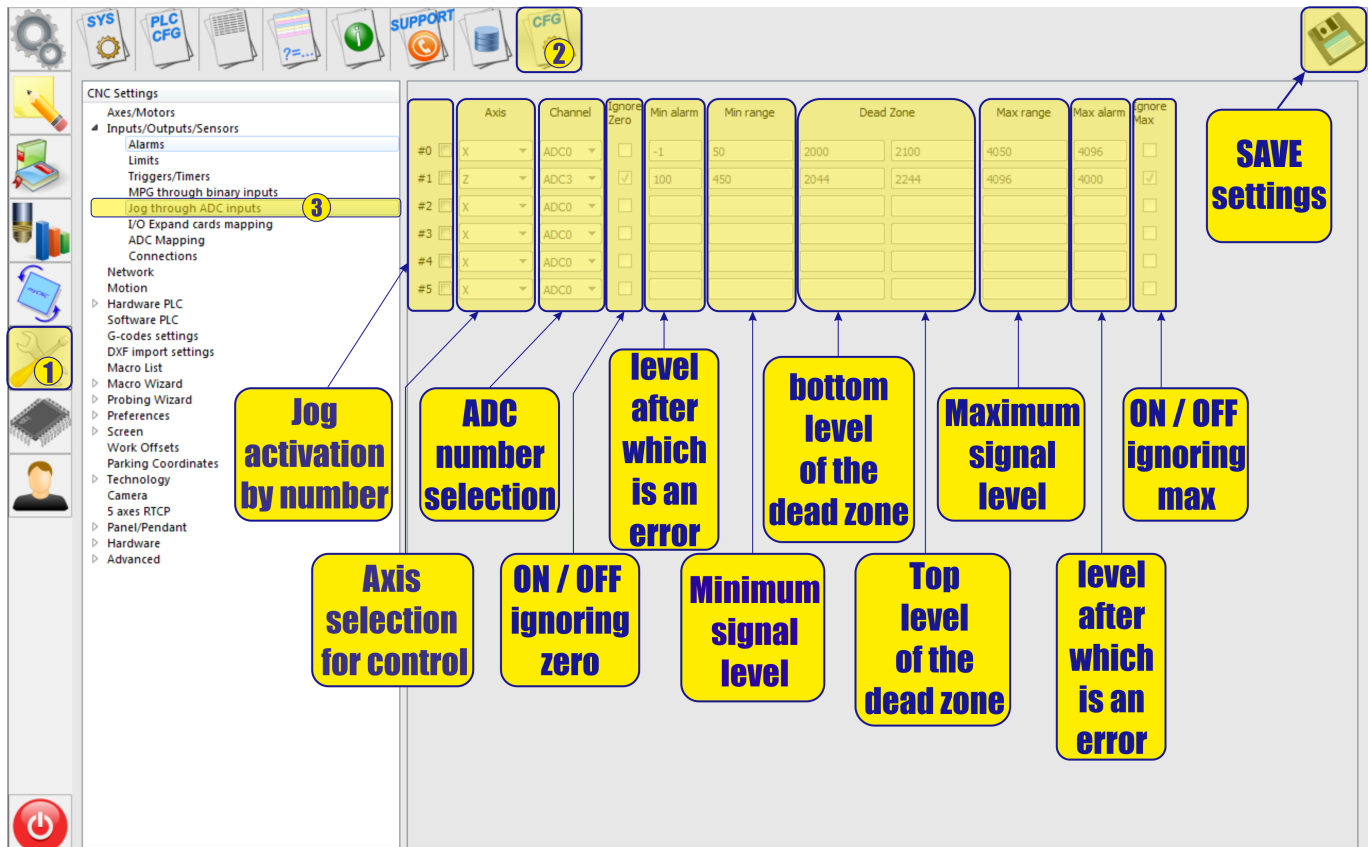 SYS
PLC
CFG
?=...
SUPPORT
CFG
2
CNC Settings
Axes/Motors
Inputs/Outputs/Sensors
Alarms
Limits
Triggers/Timers
MPG through binary inputs
Jog through ADC inputs
3
I/O Expand cards mapping
ADC Mapping
Connections
Network
Motion
Hardware PLC
Software PLC
G-codes settings
DXF import settings
Macro List
Macro Wizard
Probing Wizard
Preferences
Screen
Work Offsets
Parking Coordinates
Technology
Camera
5 axes RTCP
Panel/Pendant
Hardware
Advanced
myCNC
1
Axis Channel Ignore Zero Min alarm Min range Dead Zone Max range Max alarm Ignore Max
#0 X ADC0 -1 50 2000 2100 4050 4096
#1 Z ADC3 100 450 2044 2244 4096 4000
#2 X ADC0
#3 X ADC0
#4 X ADC0
#5 X ADC0
SAVE
settings
Jog
activation
by number
ADC
number
selection
level
after
which
is an
error
bottom
level
of the
dead zone
Maximum
signal
level
ON / OFF
ignoring
max
Axis
selection
for control
ON / OFF
ignoring
zero
Minimum
signal
level
Top
level
of the
dead zone
level
after
which
is an
error